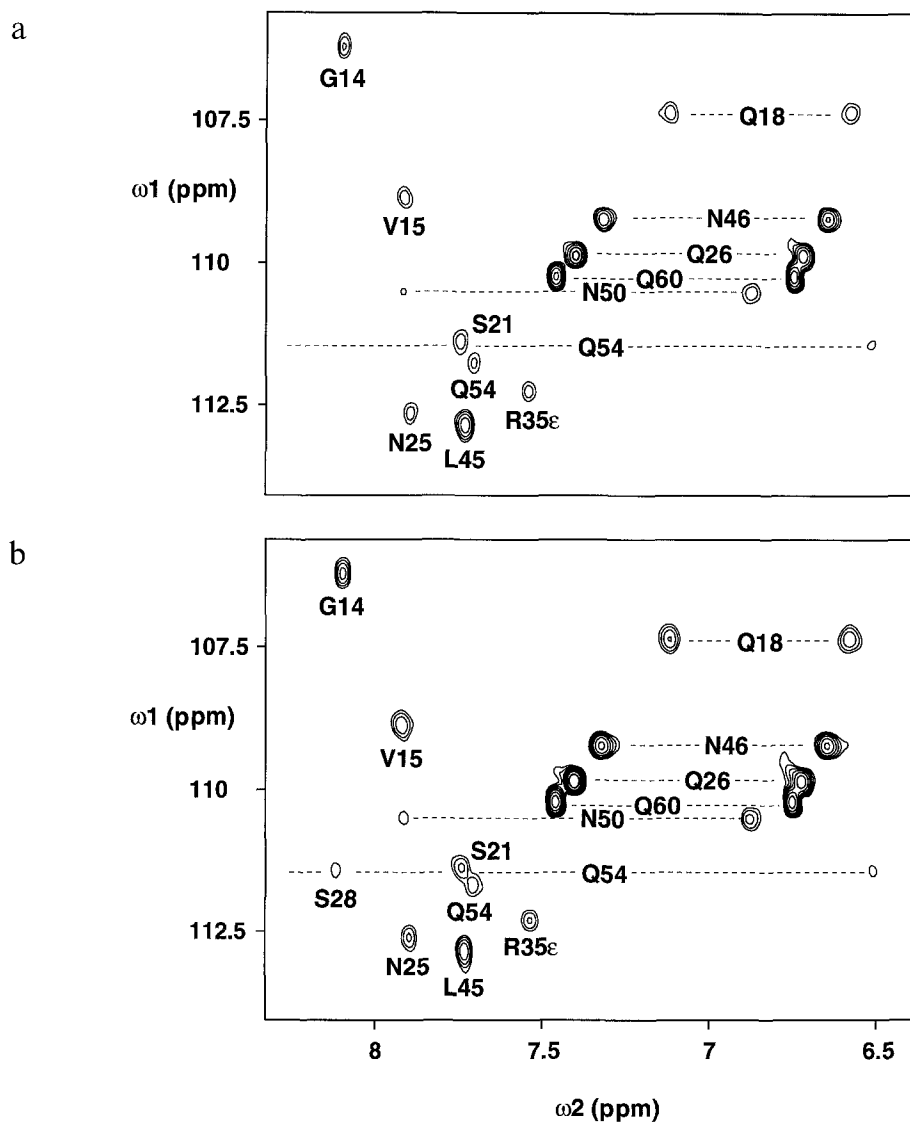 a
G14
107.5
Q18
ω1 (ppm)
V15
N46
Q26
110
Q60
N50
S21
Q54
Q54
112.5
R35ε
N25
L45
b
G14
107.5
Q18
ω1 (ppm)
V15
N46
Q26
110
Q60
N50
S21
Q54
S28
Q54
112.5
R35ε
N25
L45
8
7.5
7
6.5
ω2 (ppm)